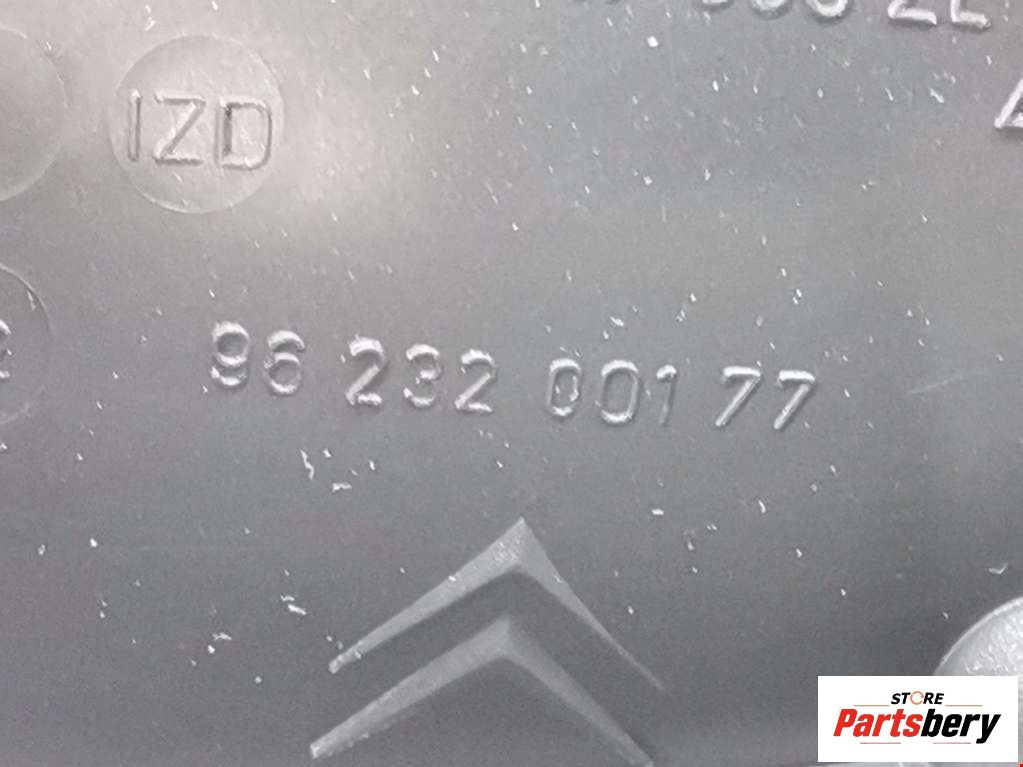 IZD
96 232 001 77
STORE
Partsbery